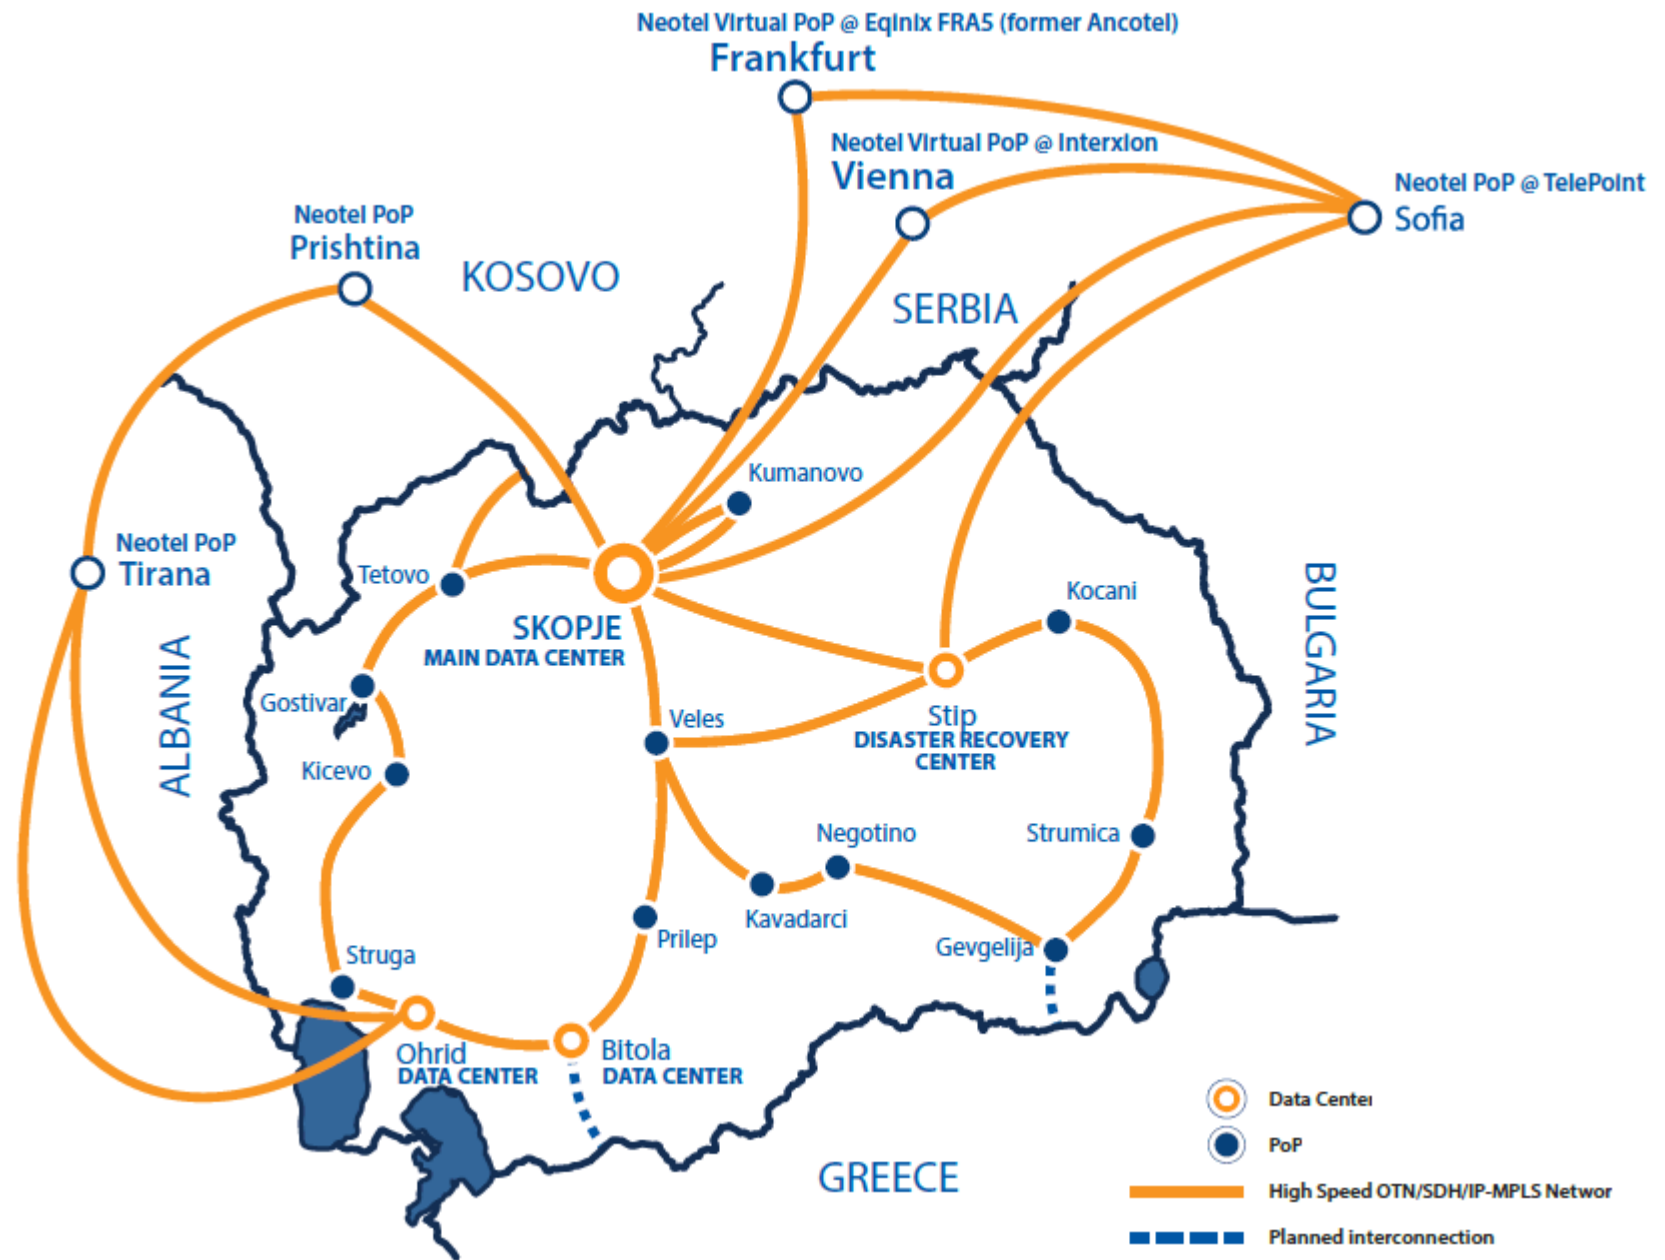 Neotel Virtual PoP @ Eqinix FRA5 (former Ancotel)
Frankfurt
Neotel Virtual PoP @ Interxion
Vienna
Neotel PoP @ TelePoint
Sofia
Neotel PoP
Prishtina
KOSOVO
SERBIA
Kumanovo
Neotel PoP
Tirana
Tetovo
Kocani
SKOPJE
MAIN DATA CENTER
ALBANIA
BULGARIA
Gostivar
Veles
Stip
DISASTER RECOVERY
CENTER
Kicevo
Negotino
Strumica
Kavadarci
Prilep
Gevgelija
Struga
Ohrid
DATA CENTER
Bitola
DATA CENTER
GREECE
Data Center
PoP
High Speed OTN/SDH/IP-MPLS Networ
Planned interconnection